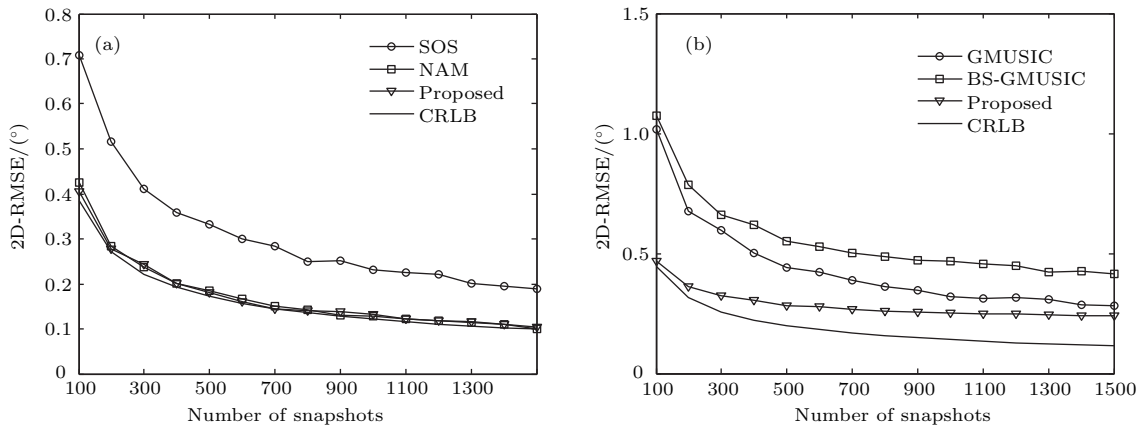 0.8
0.7
0.6
0.5
0.4
0.3
0.2
0.1
0
2D-RMSE/(°)
(a)
SOS
NAM
Proposed
CRLB
100 300 500 700 900 1100 1300
Number of snapshots
1.5
1.0
0.5
0
2D-RMSE/(°)
(b)
GMUSIC
BS-GMUSIC
Proposed
CRLB
100 300 500 700 900 1100 1300 1500
Number of snapshots